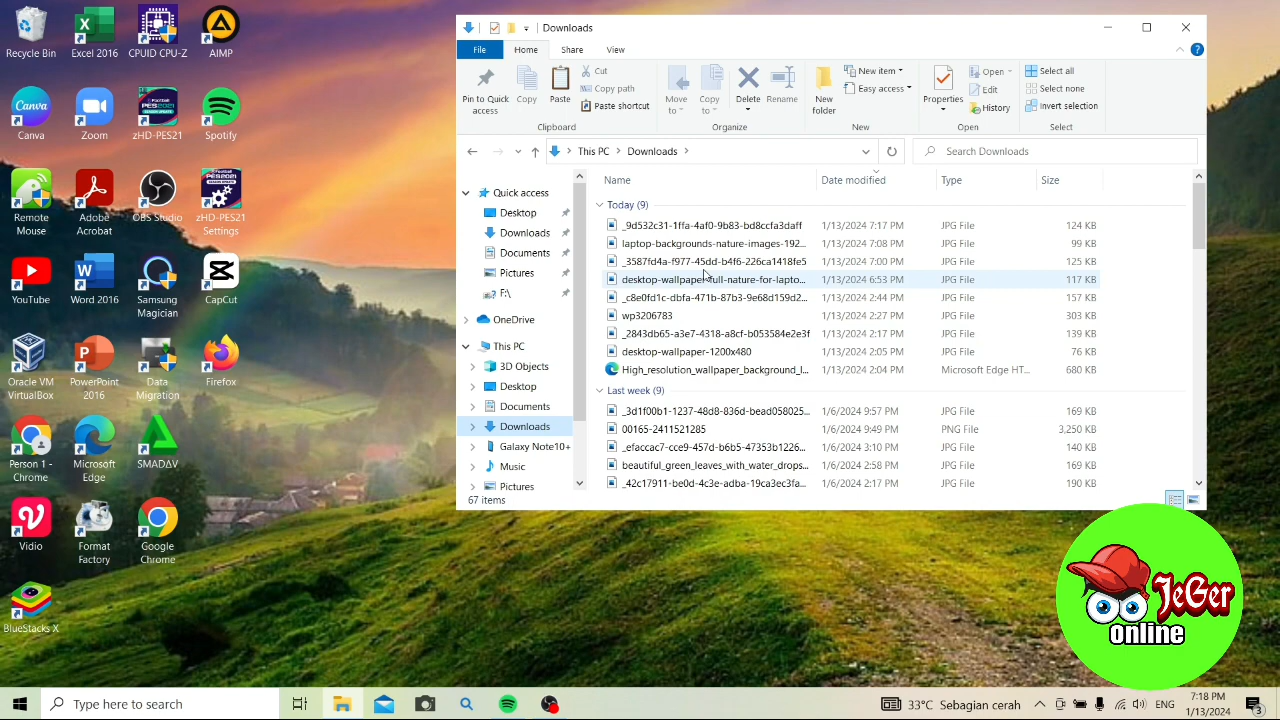 Recycle Bin
Excel 2016
CPUID CPU-Z
AIMP
Canva
Zoom
zHD-PES21
Spotify
Remote Mouse
Adobe Acrobat
OBS Studio
zHD-PES21 Settings
YouTube
Word 2016
Samsung Magician
CapCut
Oracle VM VirtualBox
PowerPoint 2016
Data Migration
Firefox
Person 1 - Chrome
Microsoft Edge
SMADΔV
Vidio
Format Factory
Google Chrome
BlueStacks X
Downloads
File
Home
Share
View
Pin to Quick access
Copy
Paste
Cut
Copy path
Paste shortcut
Clipboard
Move to
Copy to
Delete
Rename
Organize
New folder
New item
Easy access
New
Properties
Open
Edit
History
Open
Select all
Select none
Invert selection
Select
This PC > Downloads >
Search Downloads
Quick access
Desktop
Downloads
Documents
Pictures
F:\
OneDrive
This PC
3D Objects
Desktop
Documents
Downloads
Galaxy Note10+
Music
Pictures
Name Date modified Type Size
Today (9)
_9d532c31-1ffa-4af0-9b83-bd8ccfa3daff 1/13/2024 7:17 PM JPG File 124 KB
laptop-backgrounds-nature-images-192... 1/13/2024 7:08 PM JPG File 99 KB
_3587fd4a-f977-45dd-b4f6-226ca1418fe5 1/13/2024 7:00 PM JPG File 125 KB
desktop-wallpaper-full-nature-for-lapto... 1/13/2024 6:53 PM JPG File 117 KB
_c8e0fd1c-dbfa-471b-87b3-9e68d159d2... 1/13/2024 2:44 PM JPG File 157 KB
wp3206783 1/13/2024 2:27 PM JPG File 303 KB
_2843db65-a3e7-4318-a8cf-b053584e2e3f 1/13/2024 2:17 PM JPG File 139 KB
desktop-wallpaper-1200x480 1/13/2024 2:05 PM JPG File 76 KB
High_resolution_wallpaper_background_I... 1/13/2024 2:04 PM Microsoft Edge HT... 680 KB
Last week (9)
_3d1f00b1-1237-48d8-836d-bead058025... 1/6/2024 9:57 PM JPG File 169 KB
00165-2411521285 1/6/2024 9:49 PM PNG File 3,250 KB
_efaccac7-cce9-457d-b6b5-47353b1226... 1/6/2024 3:10 PM JPG File 140 KB
beautiful_green_leaves_with_water_drops... 1/6/2024 2:58 PM JPG File 169 KB
_42c17911-be0d-4c3e-adba-19ca3ec3fa... 1/6/2024 2:17 PM JPG File 190 KB
67 items
JeGer
online
Type here to search
33°C Sebagian cerah
ENG
7:18 PM
1/13/2024
3